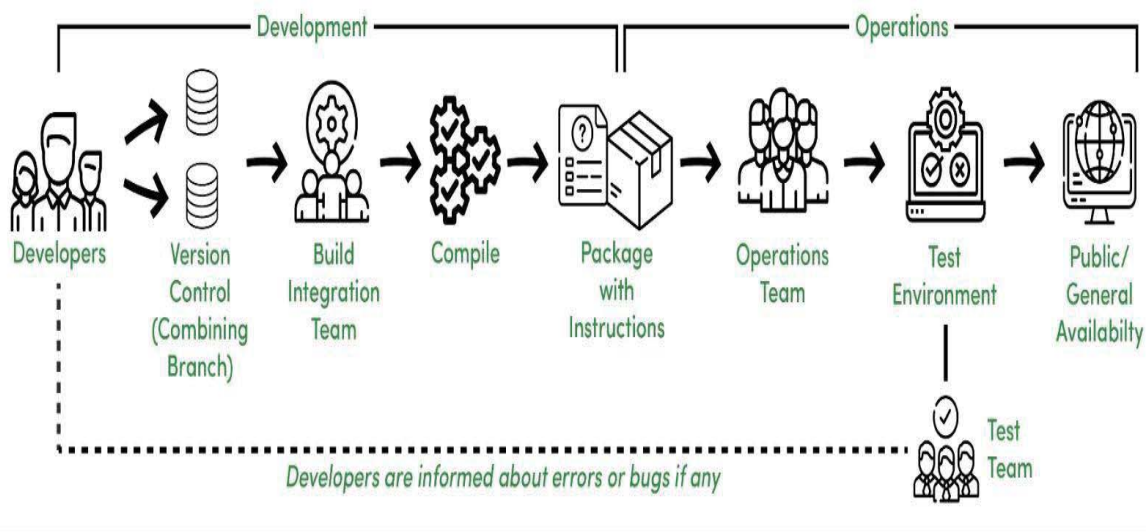 Development
Operations
Developers
Version
Control
(Combining
Branch)
Build
Integration
Team
Compile
Package
with
Instructions
Operations
Team
Test
Environment
Public/
General
Availabilty
Test
Team
Developers are informed about errors or bugs if any